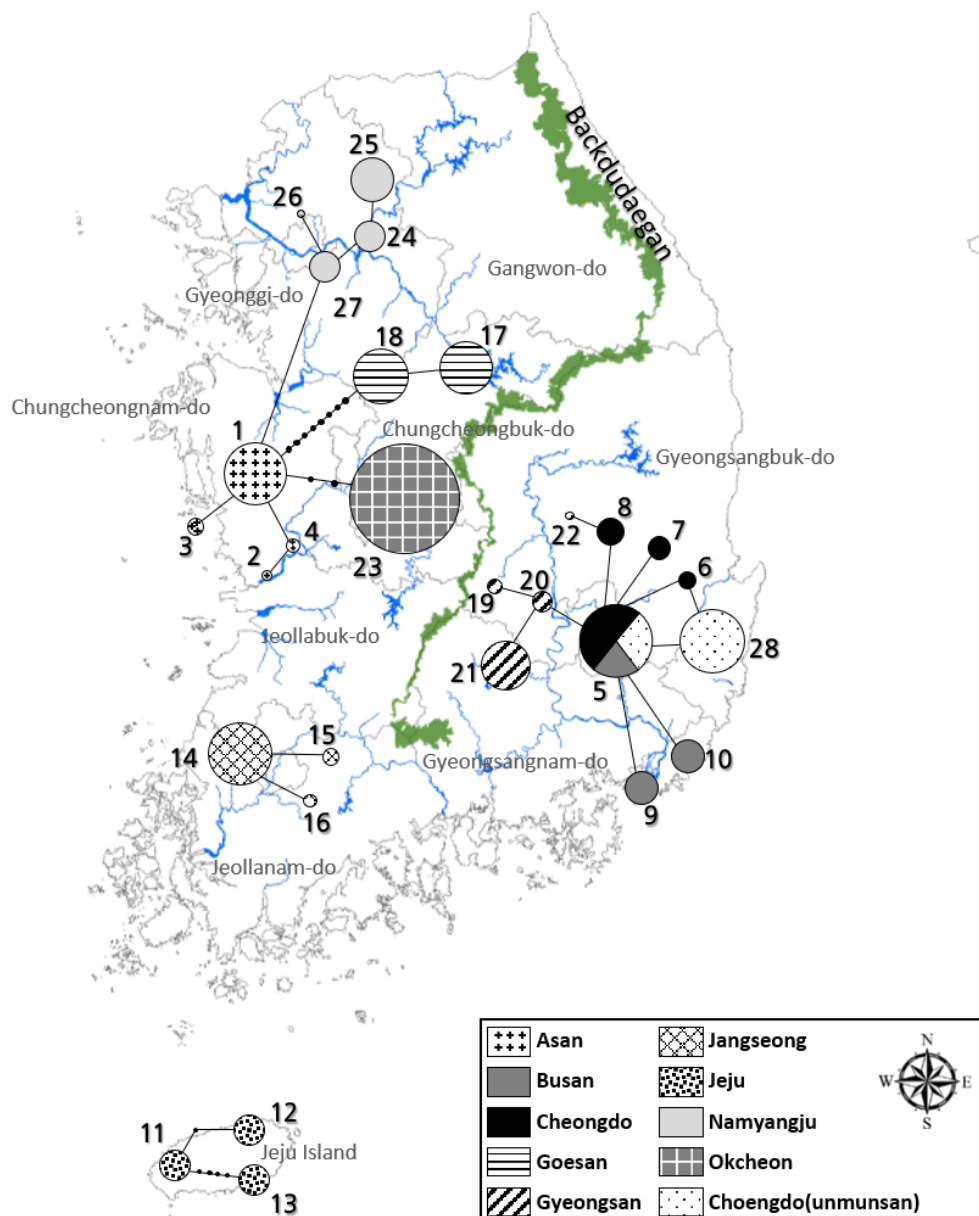 Backdudaegan
25
26
24
Gangwon-do
Gyeonggi-do
27
18
17
Chungcheongnam-do
1
Chungcheongbuk-do
Gyeongsangbuk-do
8
7
3
2
4
23
22
6
19
20
Jeollabuk-do
21
5
28
14
15
Gyeongsangnam-do
10
16
9
Jeollanam-do
12
11
Jeju Island
13
Asan
Jangseong
Busan
Jeju
Cheongdo
Namyangju
Goesan
Okcheon
Gyeongsan
Choengdo(unmunsan)
N
W E
S